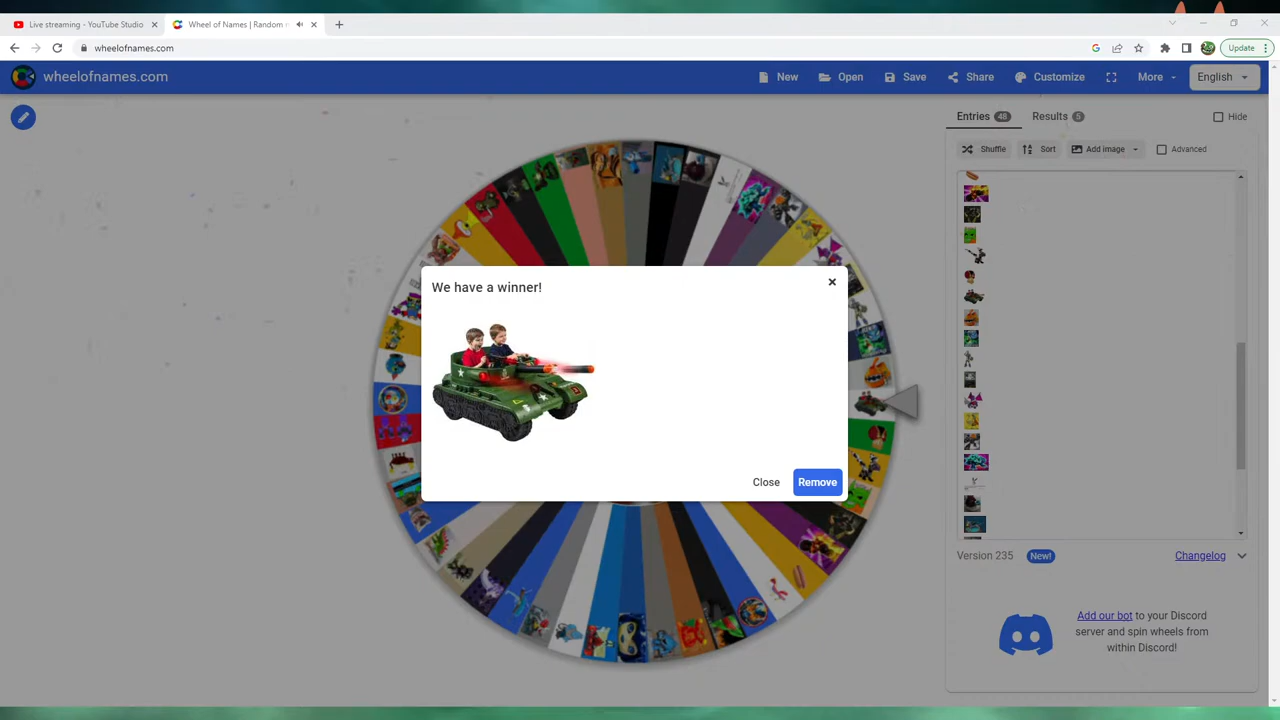 Live streaming - YouTube Studio
Wheel of Names | Random
wheelofnames.com
Update
wheelofnames.com
New
Open
Save
Share
Customize
More
English
Entries 48
Results 5
Hide
Shuffle
Sort
Add image
Advanced
We have a winner!
Close
Remove
Version 235
New!
Changelog
Add our bot to your Discord
server and spin wheels from
within Discord!